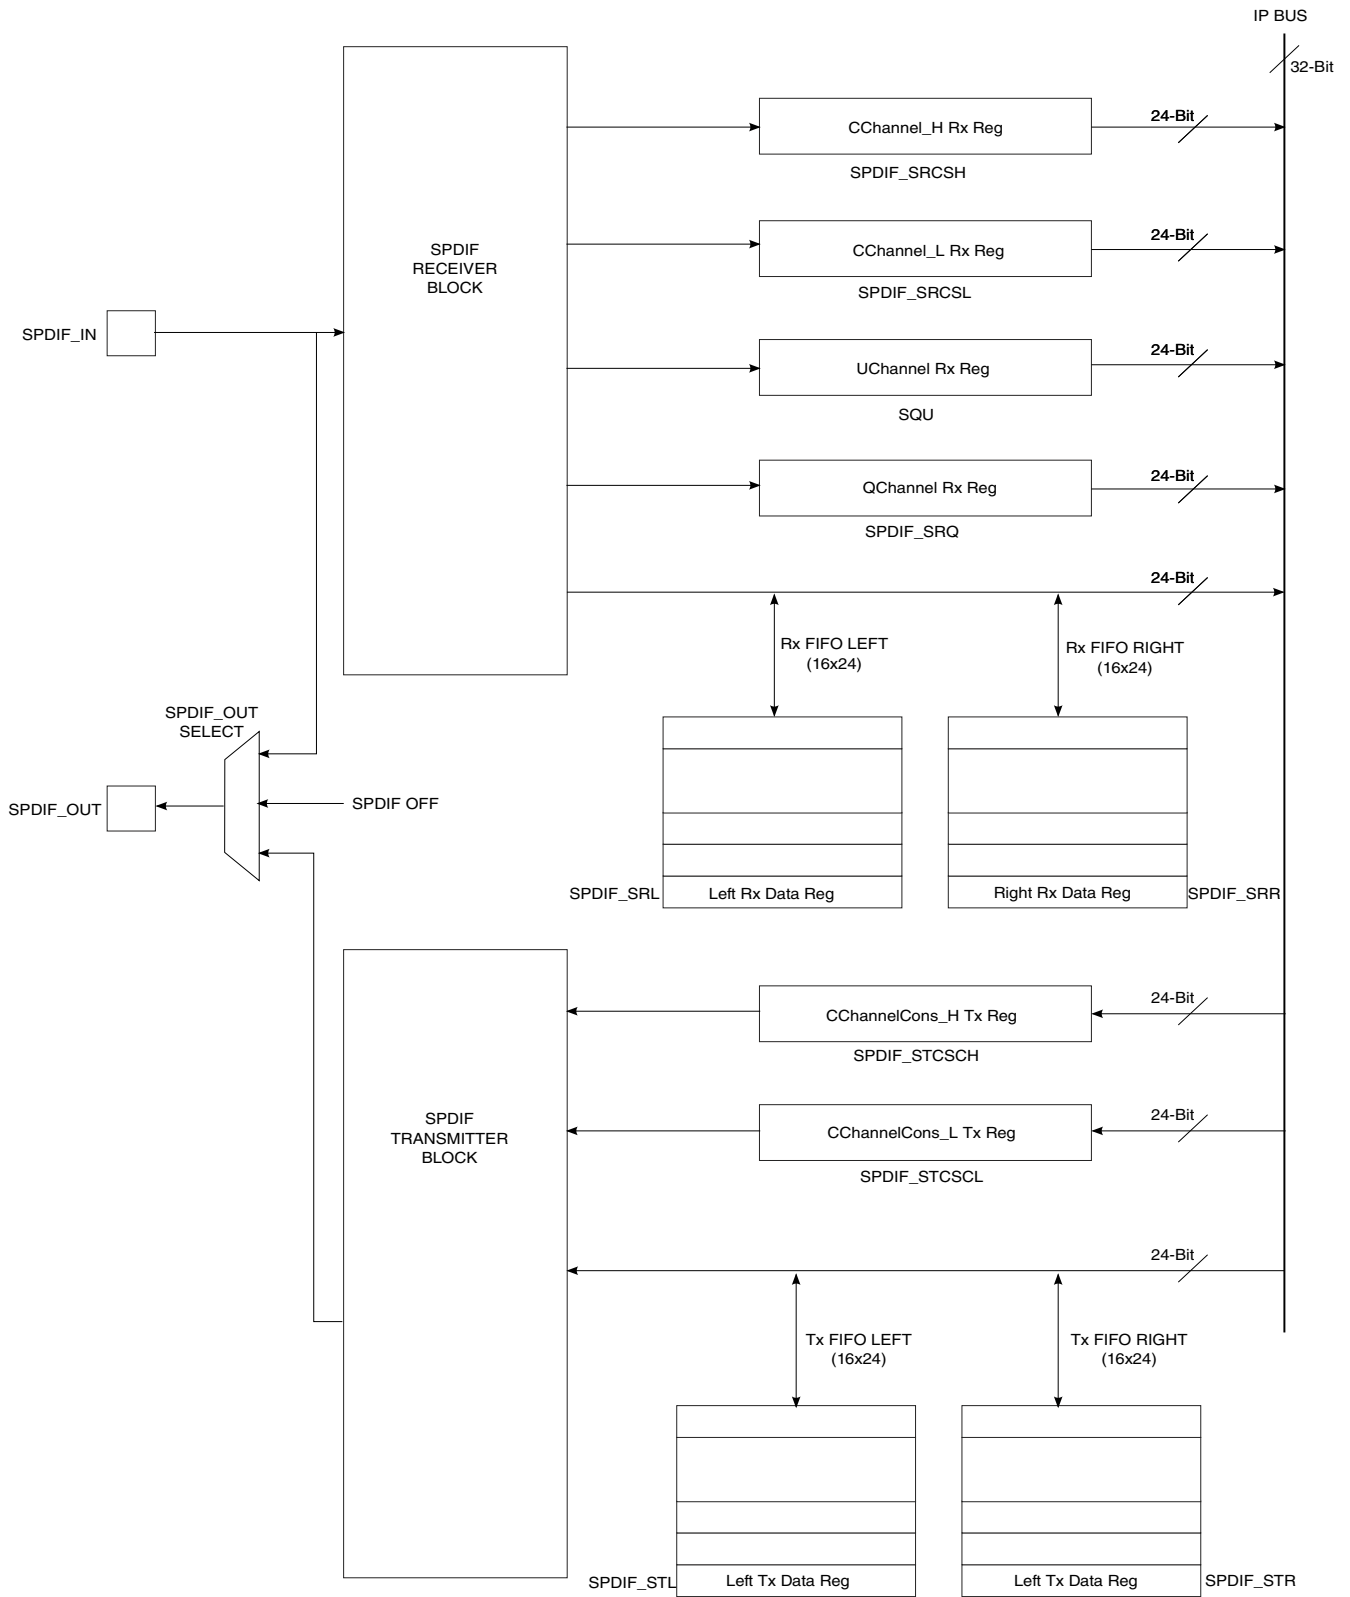 IP BUS
32-Bit
24-Bit
CChannel_H Rx Reg
SPDIF_SRCSH
24-Bit
CChannel_L Rx Reg
SPDIF_SRCSL
SPDIF
RECEIVER
BLOCK
SPDIF_IN
24-Bit
UChannel Rx Reg
SQU
24-Bit
QChannel Rx Reg
SPDIF_SRQ
24-Bit
Rx FIFO LEFT
(16x24)
Rx FIFO RIGHT
(16x24)
SPDIF_OUT
SELECT
SPDIF_OUT
SPDIF OFF
SPDIF_SRL
Left Rx Data Reg
Right Rx Data Reg
SPDIF_SRR
24-Bit
CChannelCons_H Tx Reg
SPDIF_STCSCH
SPDIF
TRANSMITTER
BLOCK
24-Bit
CChannelCons_L Tx Reg
SPDIF_STCSCL
24-Bit
Tx FIFO LEFT
(16x24)
Tx FIFO RIGHT
(16x24)
SPDIF_STL
Left Tx Data Reg
Left Tx Data Reg
SPDIF_STR